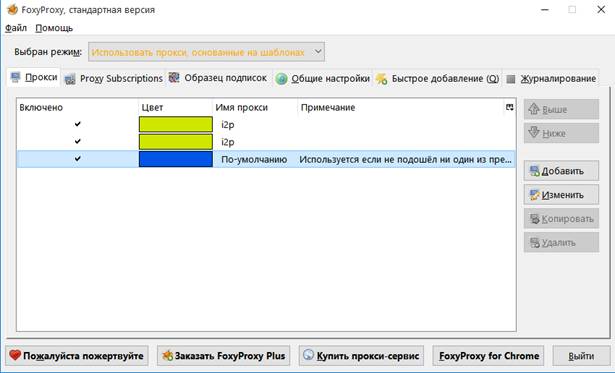 FoxyProxy, стандартная версия
Файл Помощь
Выбран режим: Использовать прокси, основанные на шаблонах
Прокси Proxy Subscriptions Образец подписок Общие настройки Быстрое добавление (Q) Журналирование
Включено Цвет Имя прокси Примечание
i2p
i2p
По-умолчанию Используется если не подошёл ни один из пре...
Выше
Ниже
Добавить
Изменить
Копировать
Удалить
Пожалуйста пожертвуйте Заказать FoxyProxy Plus Купить прокси-сервис FoxyProxy for Chrome Выйти